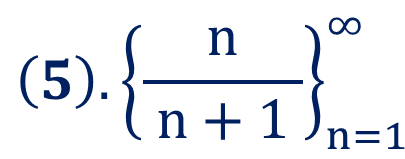 (5). {n/(n + 1)}_{n=1}^{∞}